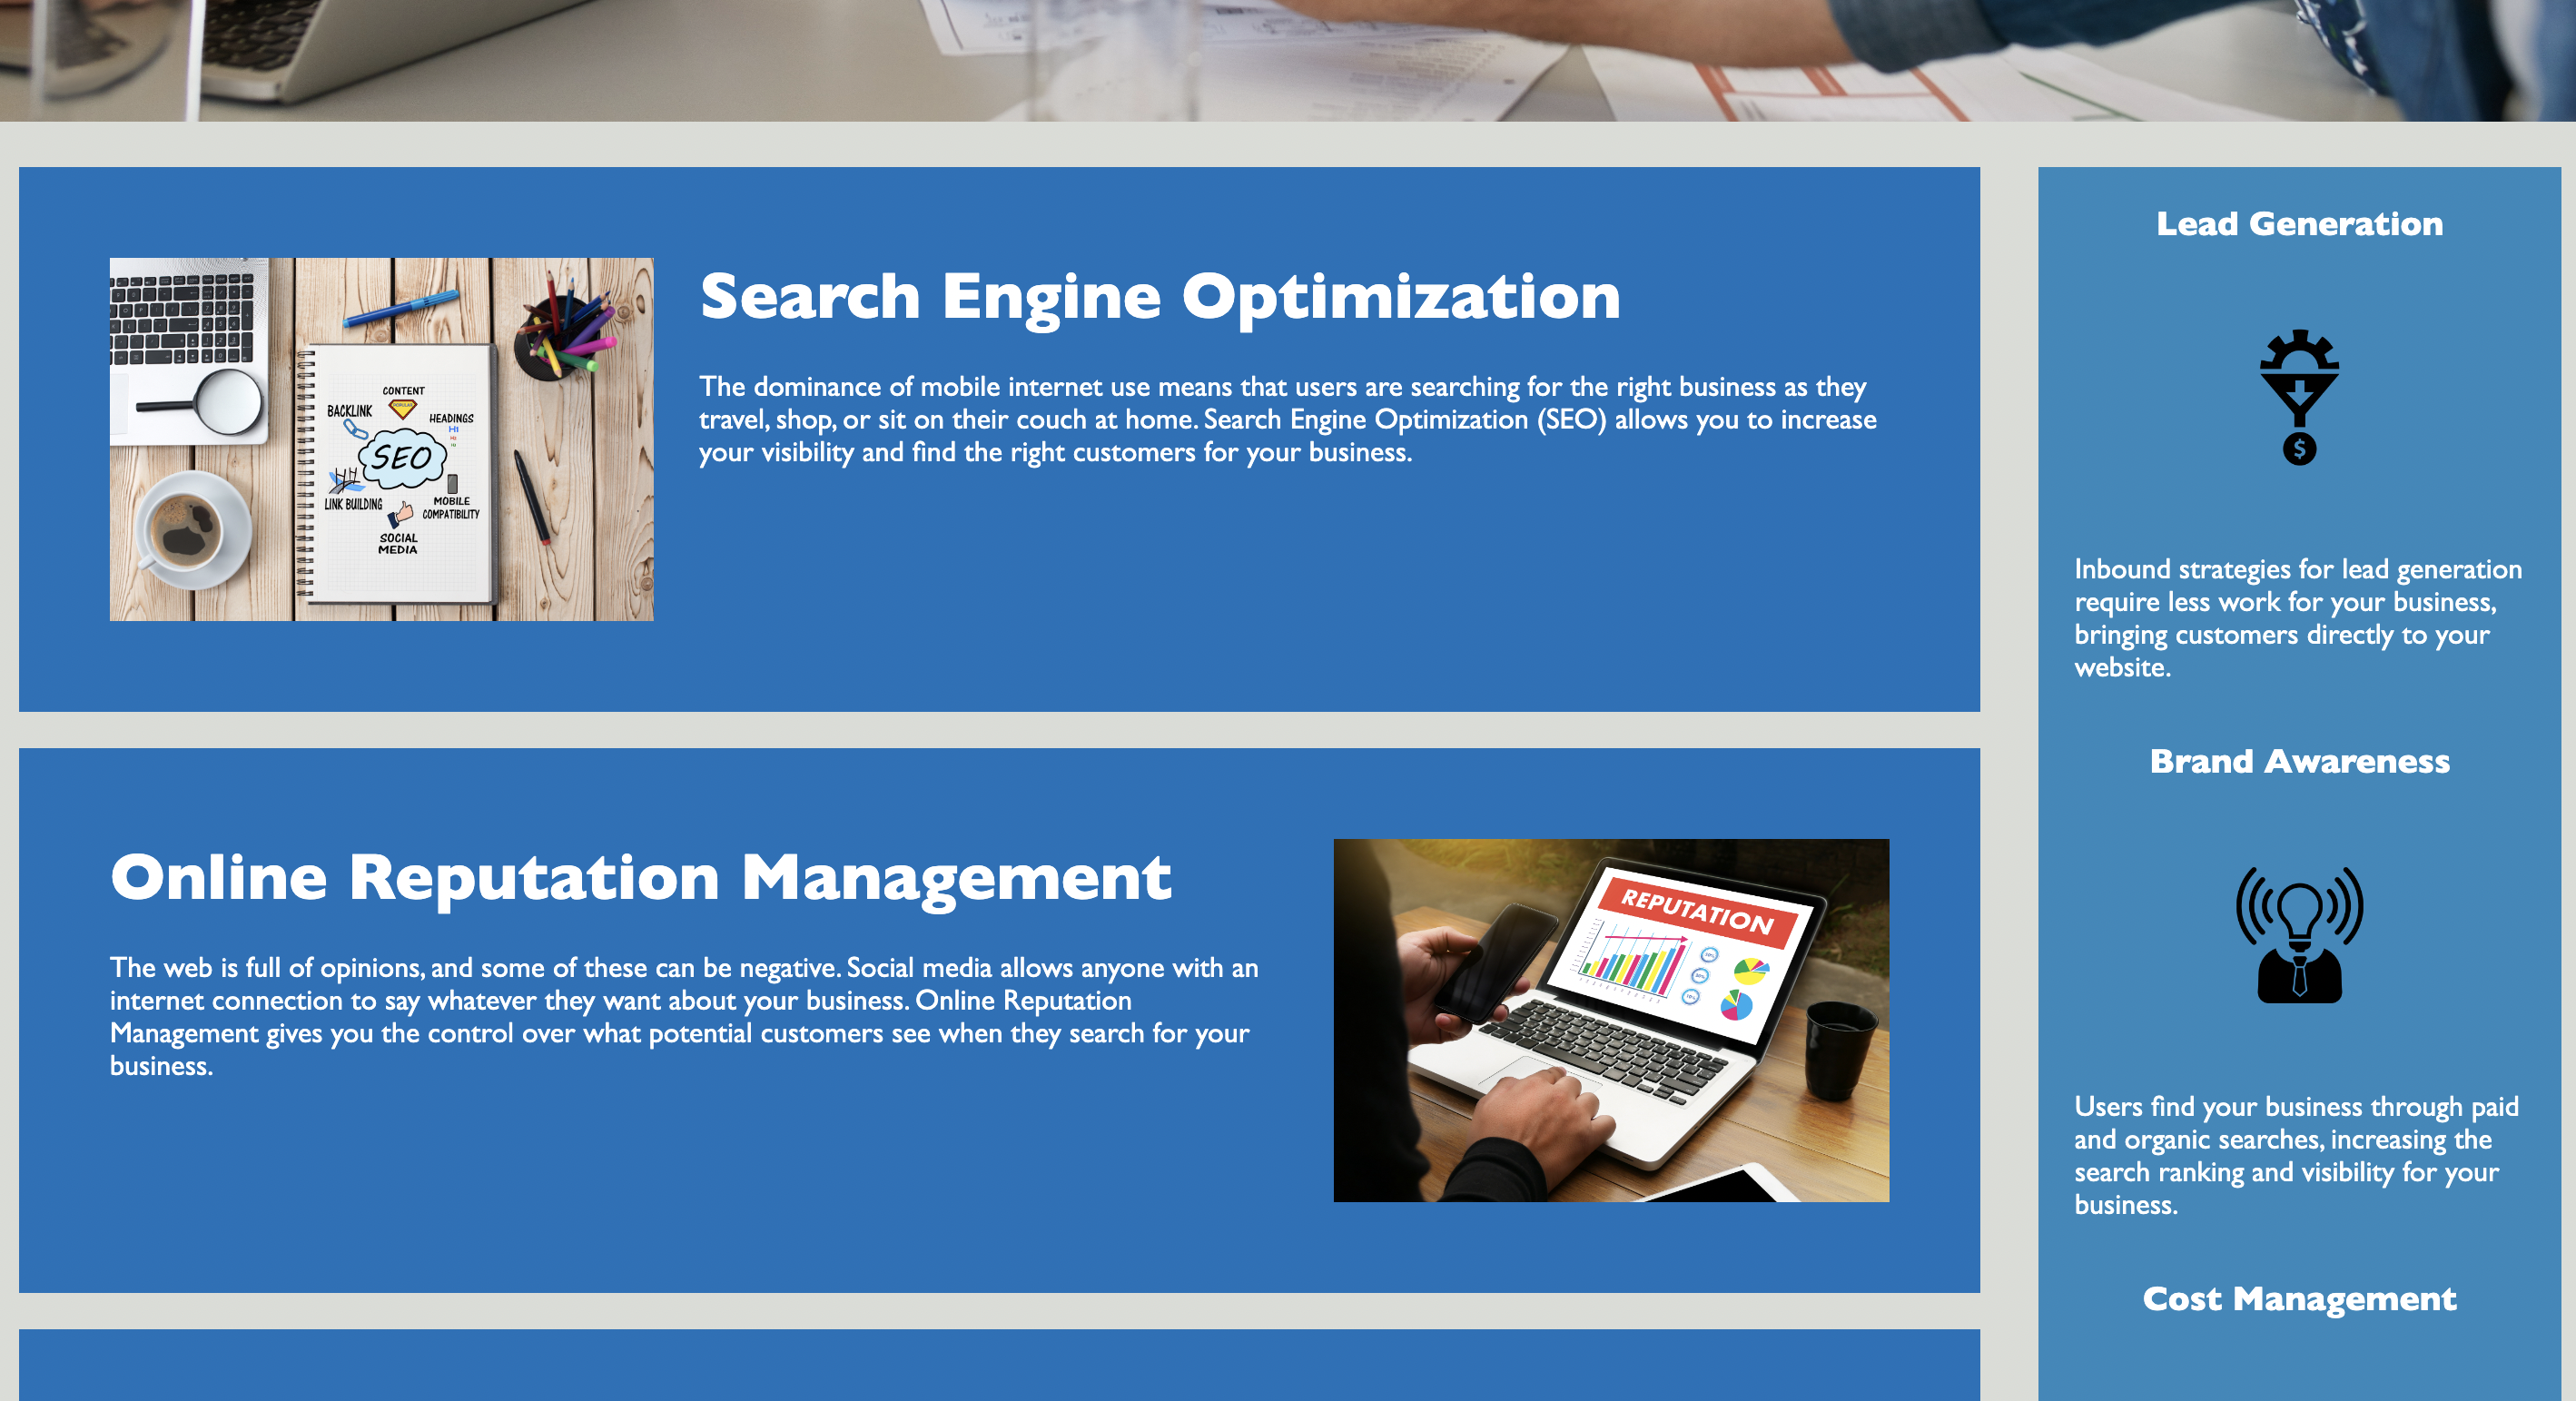 Search Engine Optimization
The dominance of mobile internet use means that users are searching for the right business as they
travel, shop, or sit on their couch at home. Search Engine Optimization (SEO) allows you to increase
your visibility and find the right customers for your business.
CONTENT
BACKLINK
HEADINGS
H1
SEO
LINK BUILDING
MOBILE
COMPATIBILITY
SOCIAL
MEDIA
Online Reputation Management
The web is full of opinions, and some of these can be negative. Social media allows anyone with an
internet connection to say whatever they want about your business. Online Reputation
Management gives you the control over what potential customers see when they search for your
business.
REPUTATION
Lead Generation
$
Inbound strategies for lead generation
require less work for your business,
bringing customers directly to your
website.
Brand Awareness
Users find your business through paid
and organic searches, increasing the
search ranking and visibility for your
business.
Cost Management